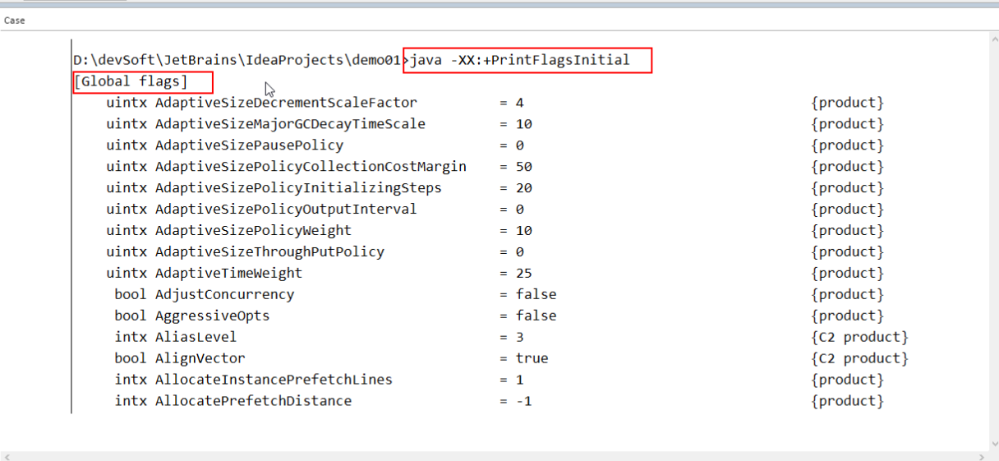 Case
D:\devSoft\JetBrains\IdeaProjects\demo01>java -XX:+PrintFlagsInitial
[Global flags]
uintx AdaptiveSizeDecrementScaleFactor = 4 {product}
uintx AdaptiveSizeMajorGCDecayTimeScale = 10 {product}
uintx AdaptiveSizePausePolicy = 0 {product}
uintx AdaptiveSizePolicyCollectionCostMargin = 50 {product}
uintx AdaptiveSizePolicyInitializingSteps = 20 {product}
uintx AdaptiveSizePolicyOutputInterval = 0 {product}
uintx AdaptiveSizePolicyWeight = 10 {product}
uintx AdaptiveSizeThroughPutPolicy = 0 {product}
uintx AdaptiveTimeWeight = 25 {product}
bool AdjustConcurrency = false {product}
bool AggressiveOpts = false {product}
intx AliasLevel = 3 {C2 product}
bool AlignVector = true {C2 product}
intx AllocateInstancePrefetchLines = 1 {product}
intx AllocatePrefetchDistance = -1 {product}